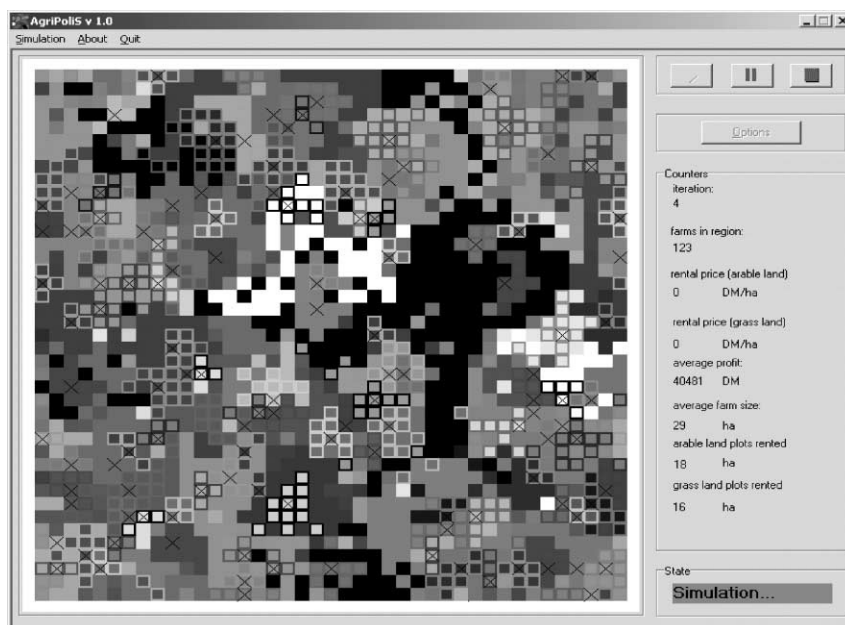 AgriPoliS v 1.0
Simulation About Quit
Options
Counters
iteration:
4
farms in region:
123
rental price (arable land)
0 DM/ha
rental price (grass land)
0 DM/ha
average profit:
40481 DM
average farm size:
29 ha
arable land plots rented
18 ha
grass land plots rented
16 ha
State
Simulation...